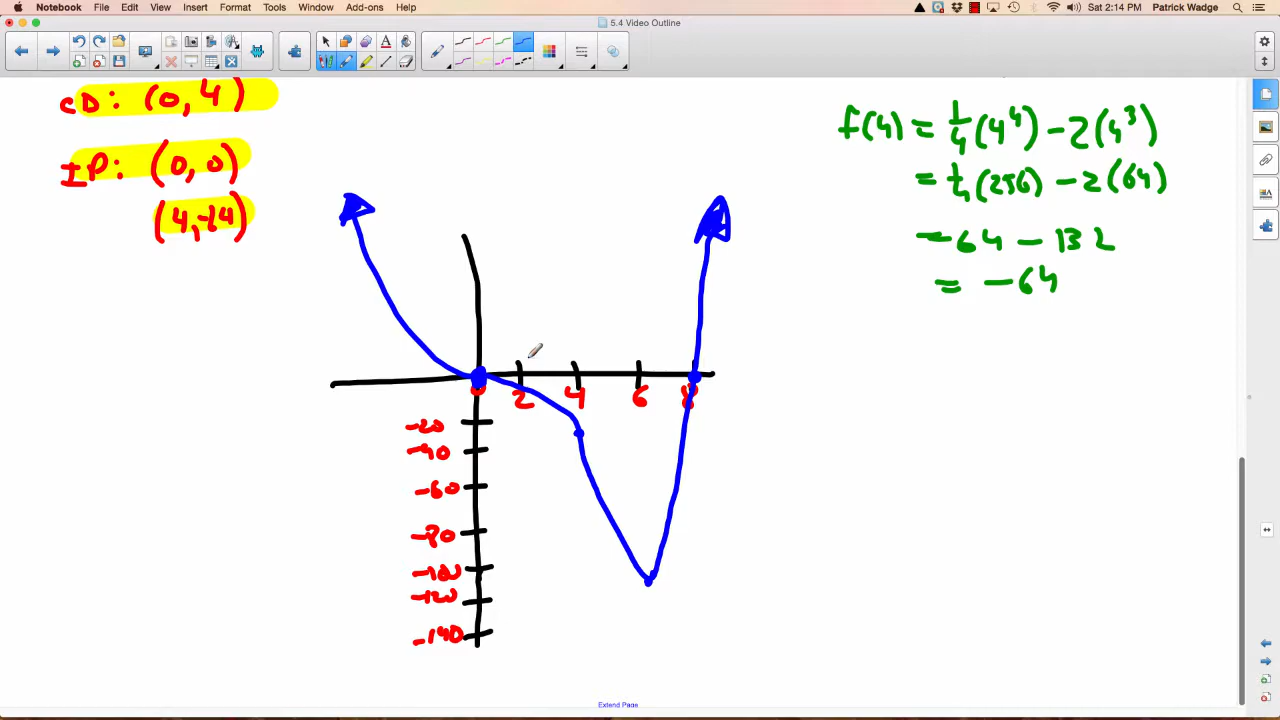 Notebook File Edit View Insert Format Tools Window Add-ons Help Sat 2:14 PM Patrick Wadge
5.4 Video Outline
CD: (0, 4)
IP: (0, 0)
(4,-24)
f(4) = 1/4(4⁴) - 2(4³)
= 1/4(256) - 2(64)
= 64 - 132
= -64
0 2 4 6 8
-20
-40
-60
-80
-100
-120
-140
Extend Page